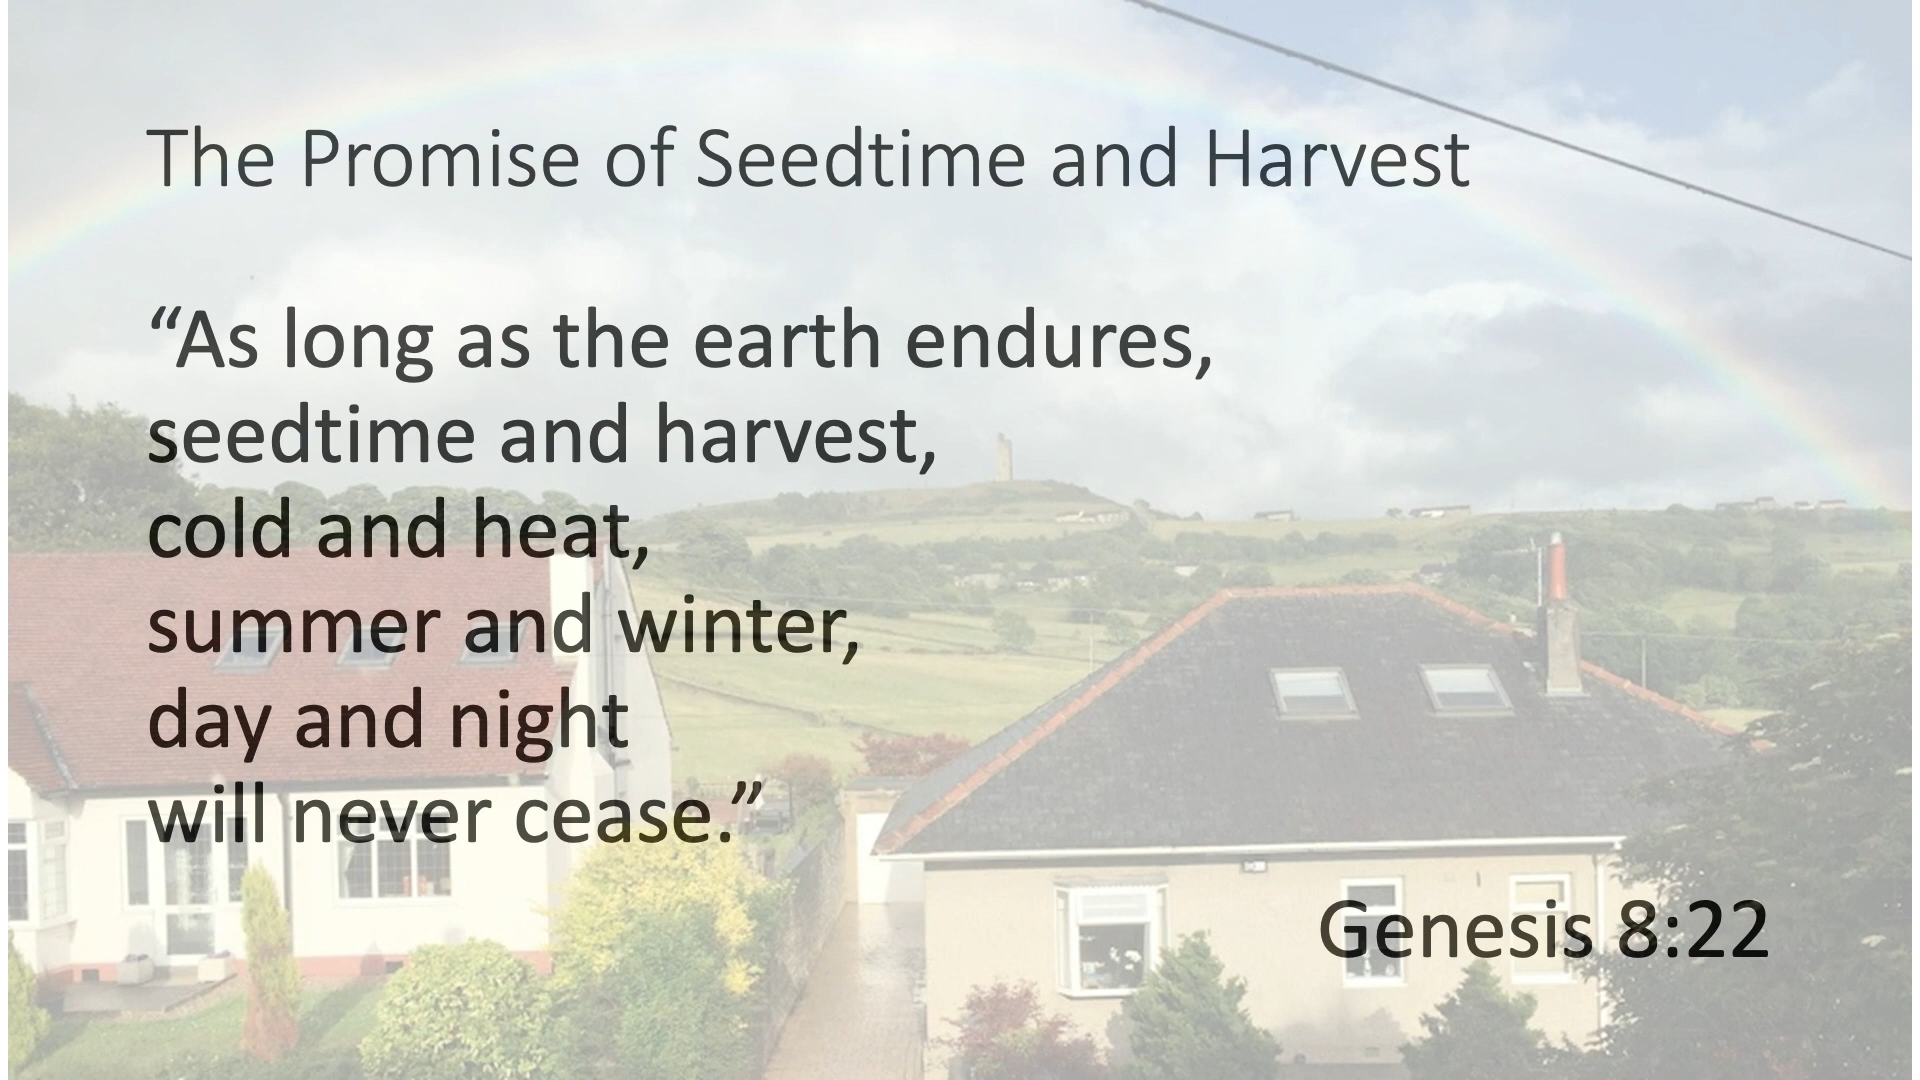 The Promise of Seedtime and Harvest
“As long as the earth endures,
seedtime and harvest,
cold and heat,
summer and winter,
day and night
will never cease.”
Genesis 8:22